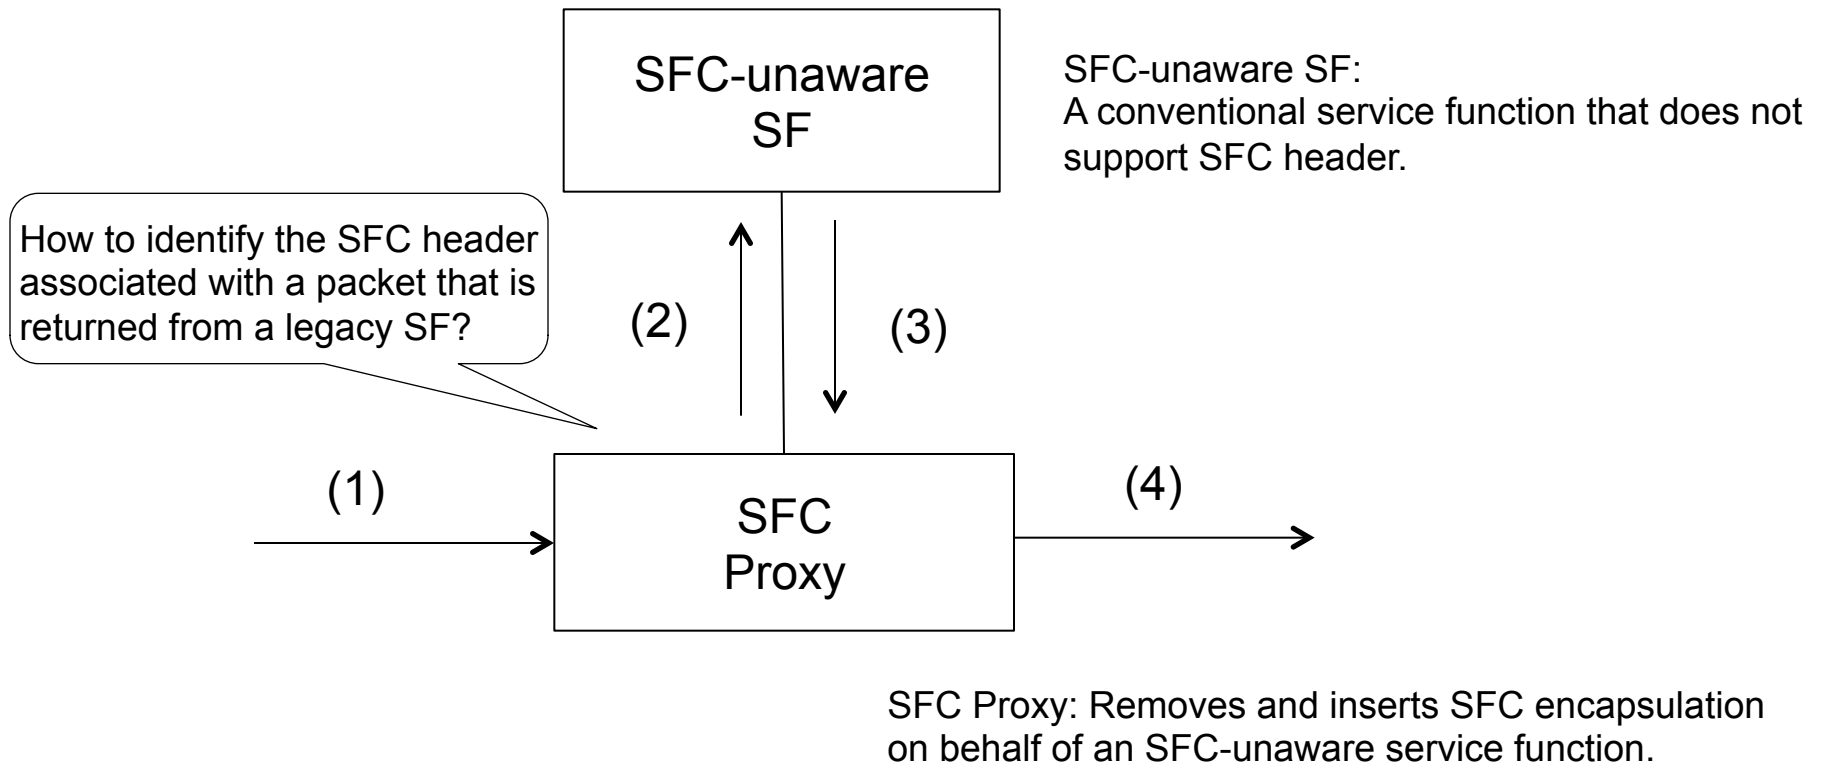 SFC-unaware
SF
SFC-unaware SF:
A conventional service function that does not
support SFC header.
How to identify the SFC header
associated with a packet that is
returned from a legacy SF?
(2)
(3)
(1)
(4)
SFC
Proxy
SFC Proxy: Removes and inserts SFC encapsulation
on behalf of an SFC-unaware service function.